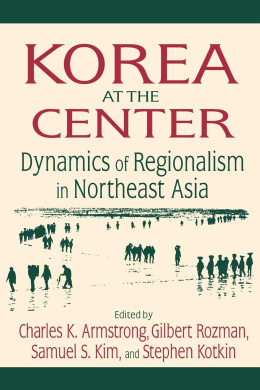 KOREA
AT THE
CENTER
Dynamics of Regionalism
in Northeast Asia
Edited by
Charles K. Armstrong, Gilbert Rozman,
Samuel S. Kim, and Stephen Kotkin